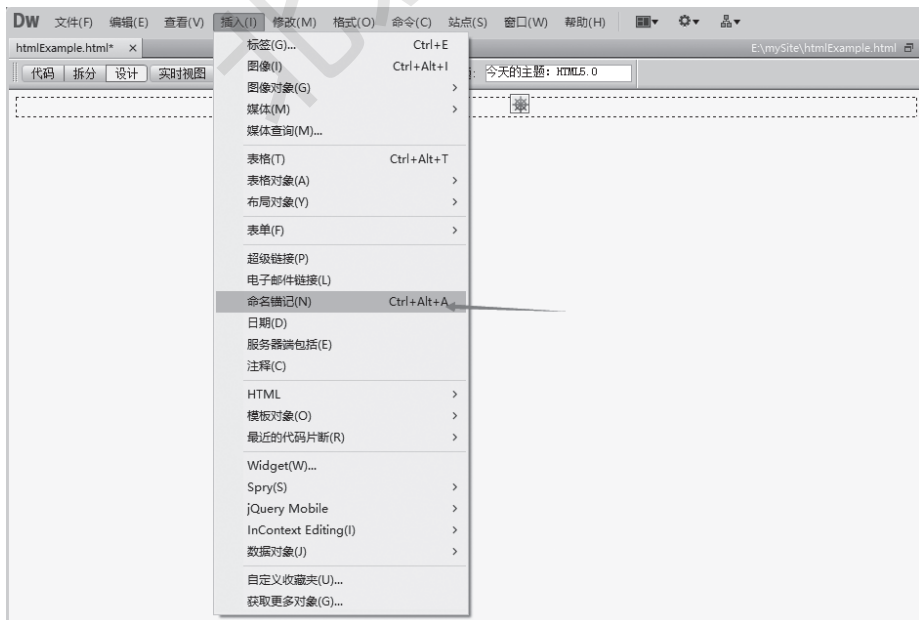 DW 文件(F) 编辑(E) 查看(V) 插入(I) 修改(M) 格式(O) 命令(C) 站点(S) 窗口(W) 帮助(H)
htmlExample.html* × E:\mySite\htmlExample.html
代码 拆分 设计 实时视图 : 今天的主题：HTML5.0
标签(G)... Ctrl+E
图像(I) Ctrl+Alt+I
图像对象(G)
媒体(M)
媒体查询(M)...
表格(T) Ctrl+Alt+T
表格对象(A)
布局对象(Y)
表单(F)
超级链接(P)
电子邮件链接(L)
命名锚记(N) Ctrl+Alt+A
日期(D)
服务器端包括(E)
注释(C)
HTML
模板对象(O)
最近的代码片断(R)
Widget(W)...
Spry(S)
jQuery Mobile
InContext Editing(I)
数据对象(J)
自定义收藏夹(U)...
获取更多对象(G)...